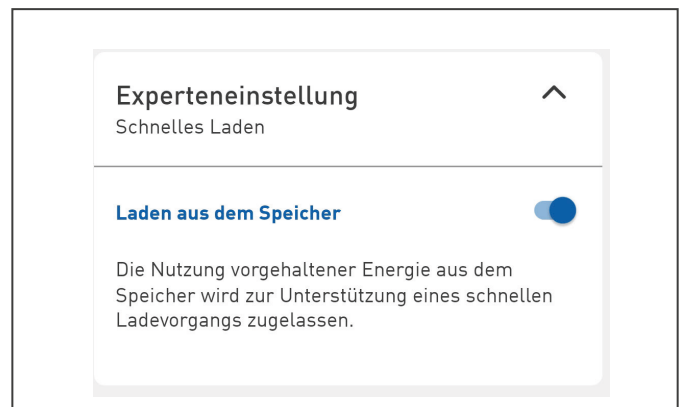 Experteneinstellung
Schnelles Laden
Laden aus dem Speicher
Die Nutzung vorgehaltener Energie aus dem
Speicher wird zur Unterstützung eines schnellen
Ladevorgangs zugelassen.